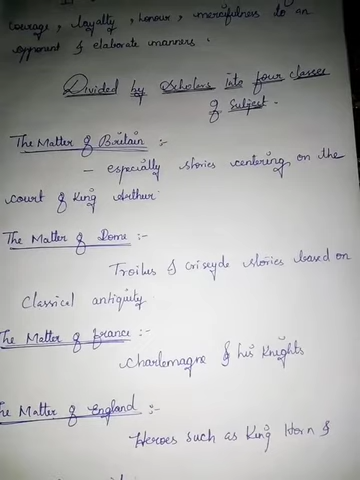 courage, loyalty, honour, mercifulness to an
opponent & elaborate manners.
Divided by Scholars into four classes
of Subject.
The Matter of Britain :-
- especially stories centering on the
court of King Arthur
The Matter of Rome :-
Troilus & Criseyde stories based on
Classical antiquity
The Matter of France :-
Charlemagne & his Knights
The Matter of England :-
Heroes such as King Horn &